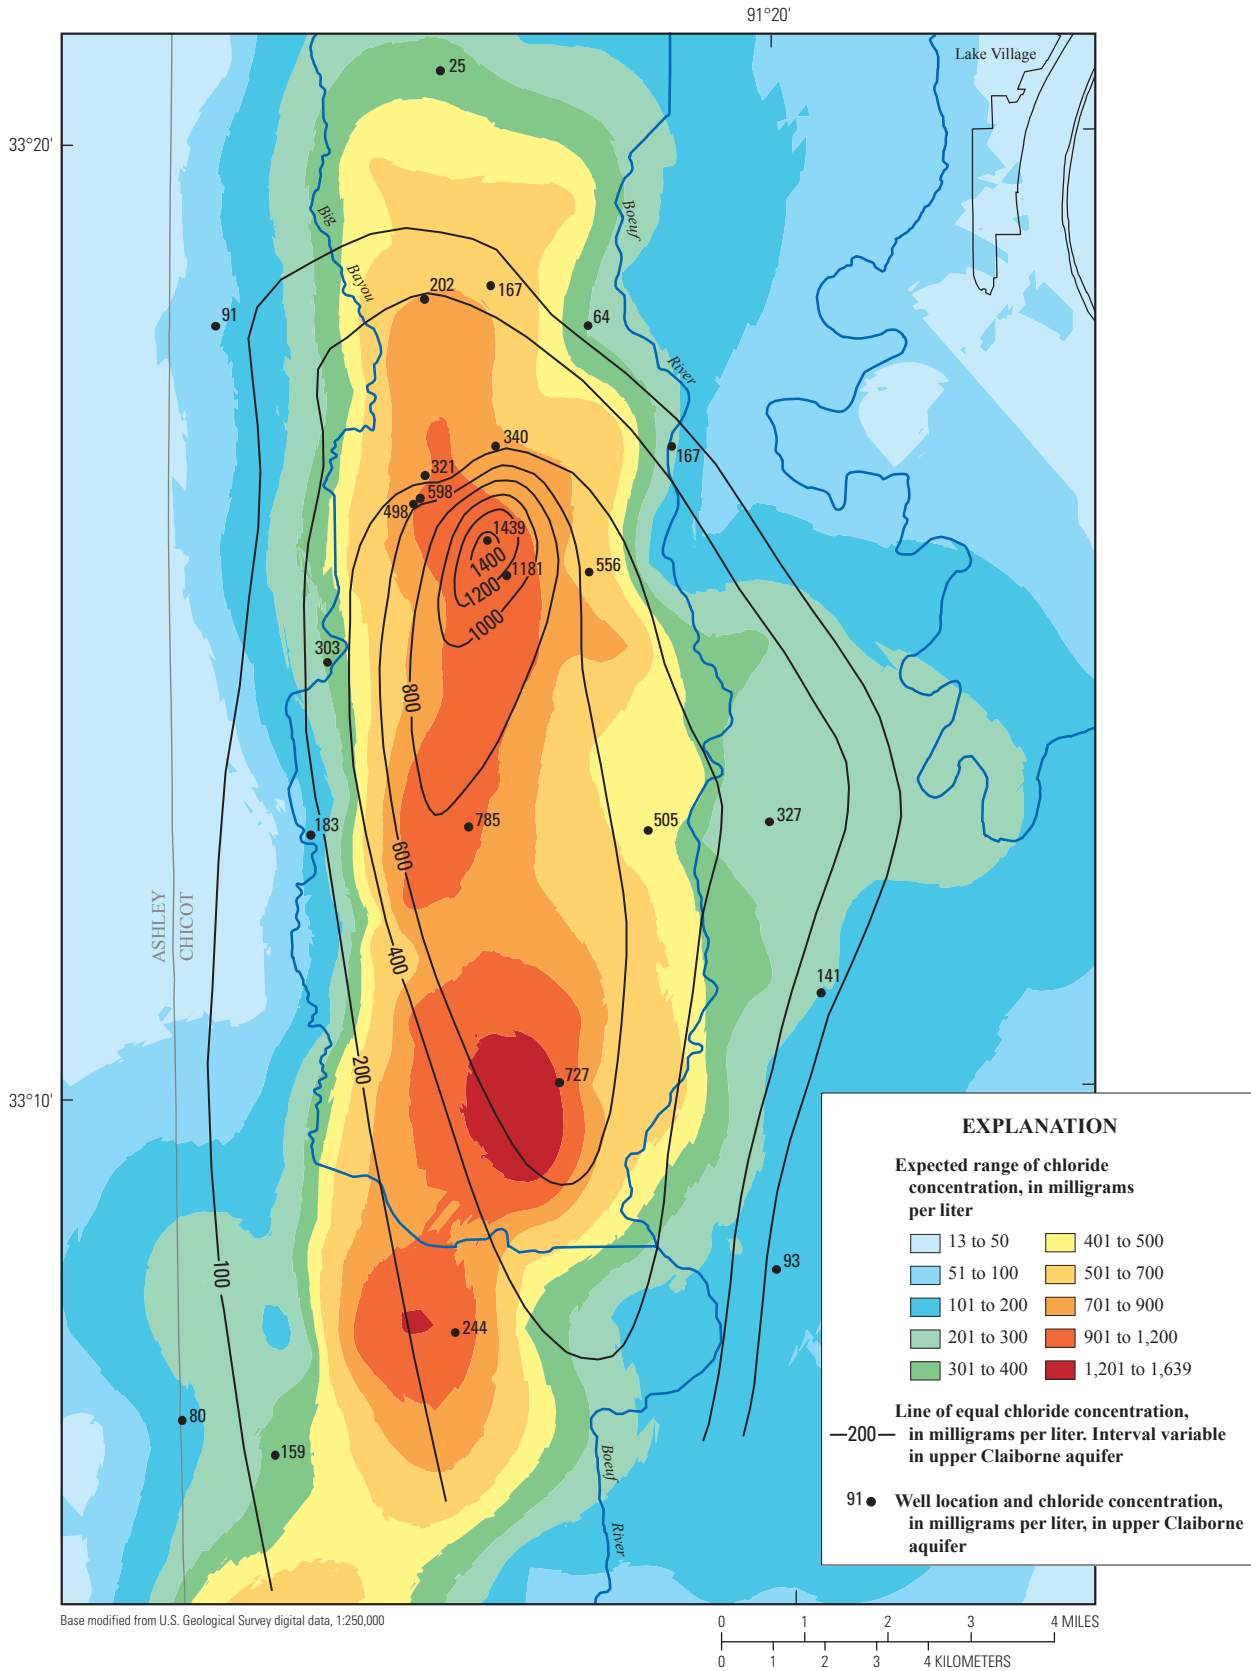 91°20'
Lake Village
25
33°20'
Big
Boeuf
Bayou
202
167
91
64
River
340
167
321
598
498
1439
1400
1181
556
1200
1000
303
800
183
785
505
327
600
ASHLEY
CHICOT
400
141
200
727
33°10'
100
93
244
80
159
Boeuf
River
EXPLANATION
Expected range of chloride
concentration, in milligrams
per liter
13 to 50
401 to 500
51 to 100
501 to 700
101 to 200
701 to 900
201 to 300
901 to 1,200
301 to 400
1,201 to 1,639
200
Line of equal chloride concentration,
in milligrams per liter. Interval variable
in upper Claiborne aquifer
91
Well location and chloride concentration,
in milligrams per liter, in upper Claiborne
aquifer
Base modified from U.S. Geological Survey digital data, 1:250,000
0 1 2 3 4 MILES
0 1 2 3 4 KILOMETERS